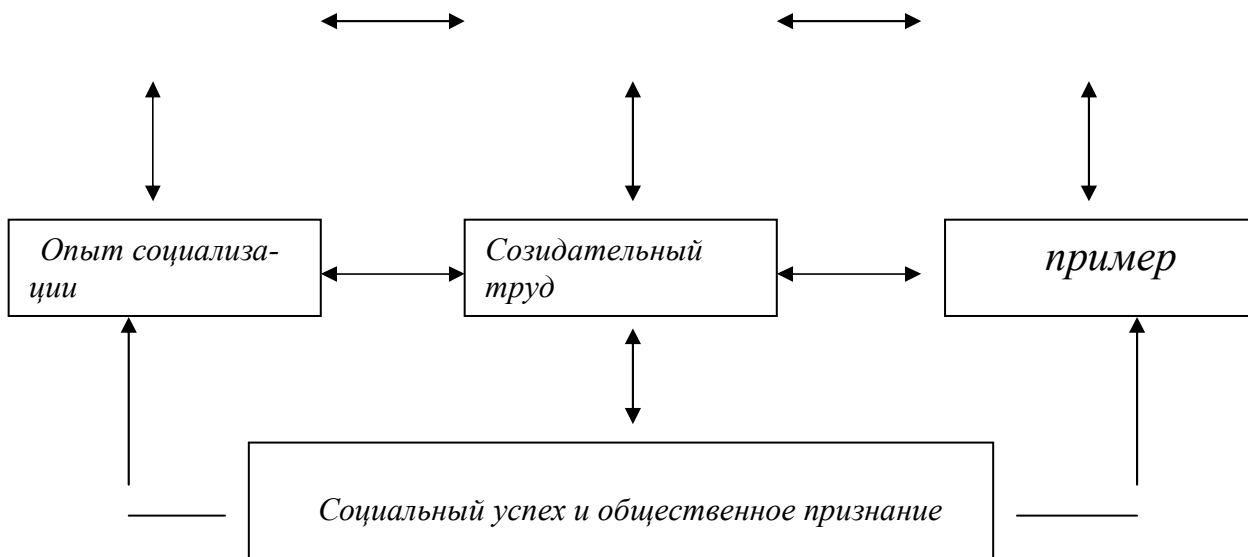 Опыт социализа-
ции
Созидательный
труд
пример
Социальный успех и общественное признание